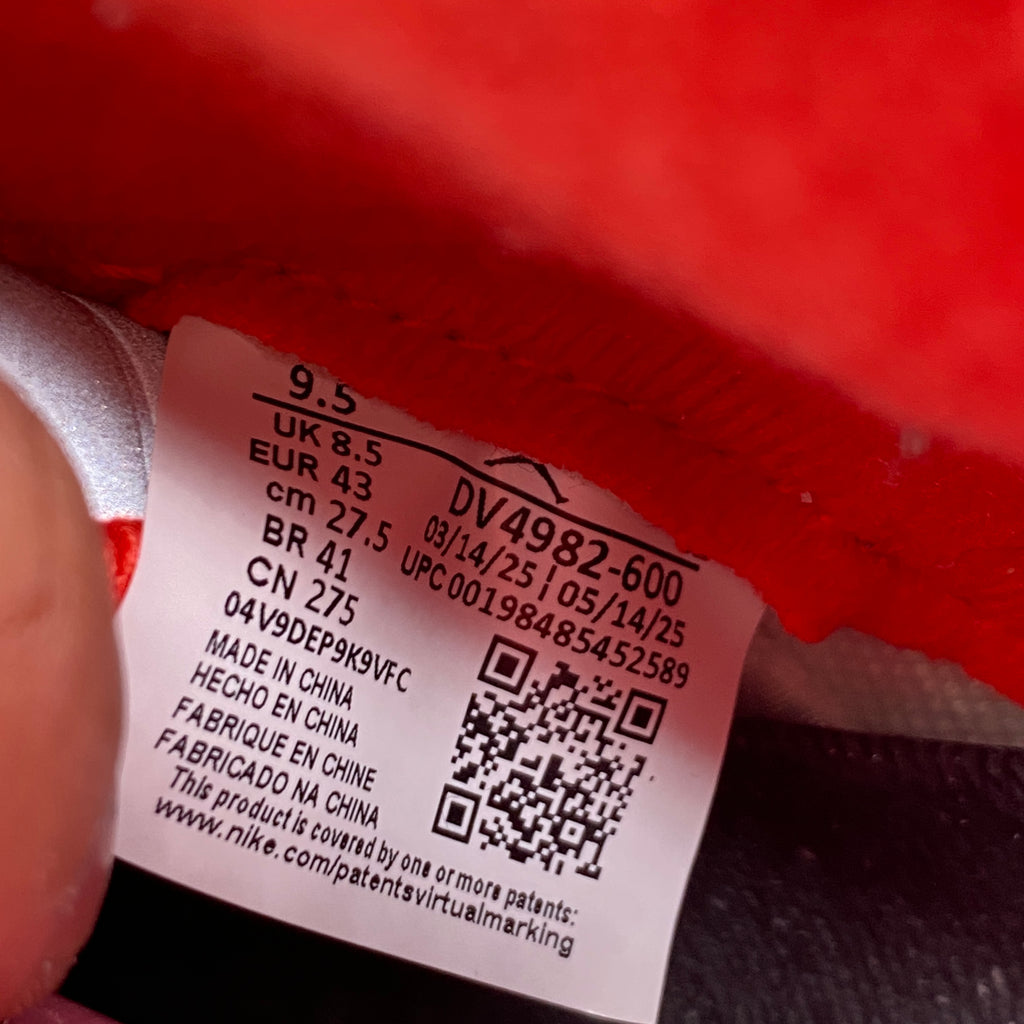 9.5
UK 8.5
EUR 43
cm 27.5
BR 41
CN 275
04V9DEP9K9VFC
MADE IN CHINA
HECHO EN CHINA
FABRIQUE EN CHINE
FABRICADO NA CHINA
This product is covered by one or more patents:
www.nike.com/patentsvirtualmarking
DV4982-600
03/14/25 ¦ 05/14/25
UPC 00198485452589